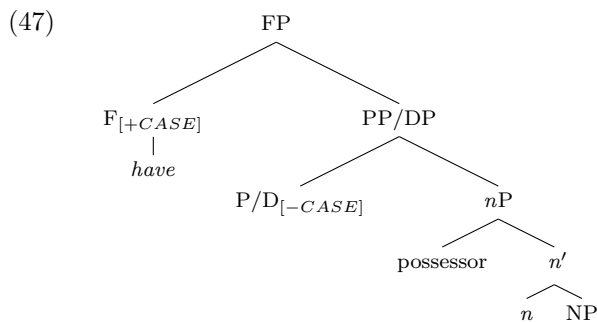 (47)
FP
F[+CASE] PP/DP
have
P/D[−CASE] nP
possessor n′
n NP